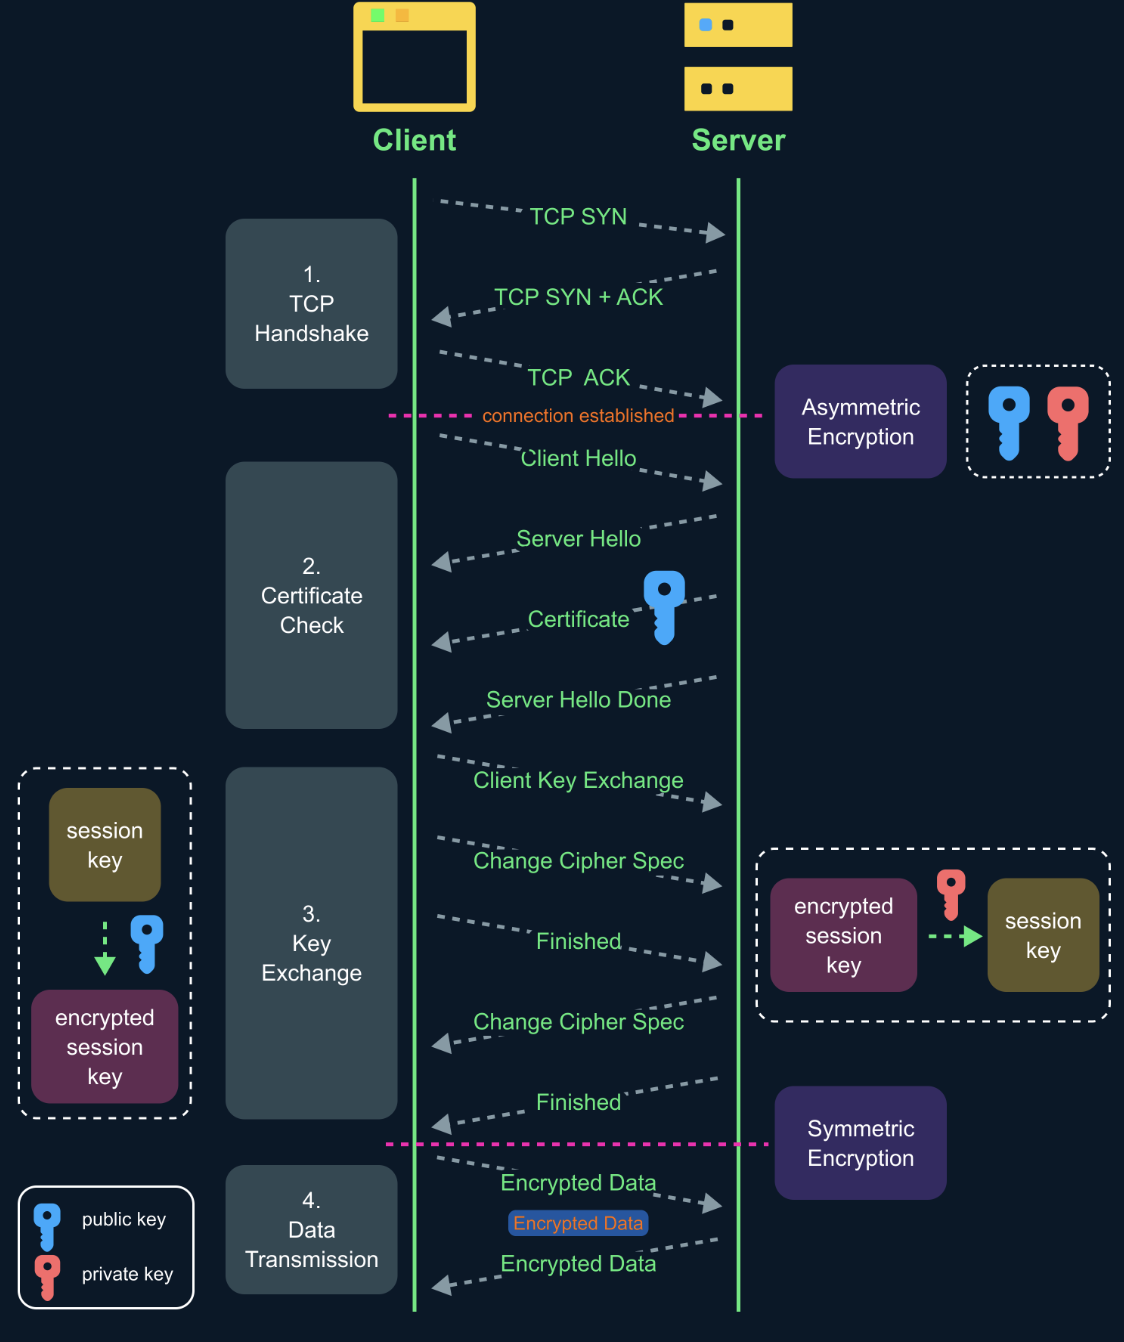 Client
Server
TCP SYN
1.
TCP
Handshake
TCP SYN + ACK
TCP  ACK
connection established
Asymmetric
Encryption
Client Hello
Server Hello
2.
Certificate
Check
Certificate
Server Hello Done
Client Key Exchange
session
key
Change Cipher Spec
3.
Key
Exchange
encrypted
session
key
session
key
Finished
encrypted
session
key
Change Cipher Spec
Finished
Symmetric
Encryption
Encrypted Data
4.
Data
Transmission
Encrypted Data
Encrypted Data
public key
private key